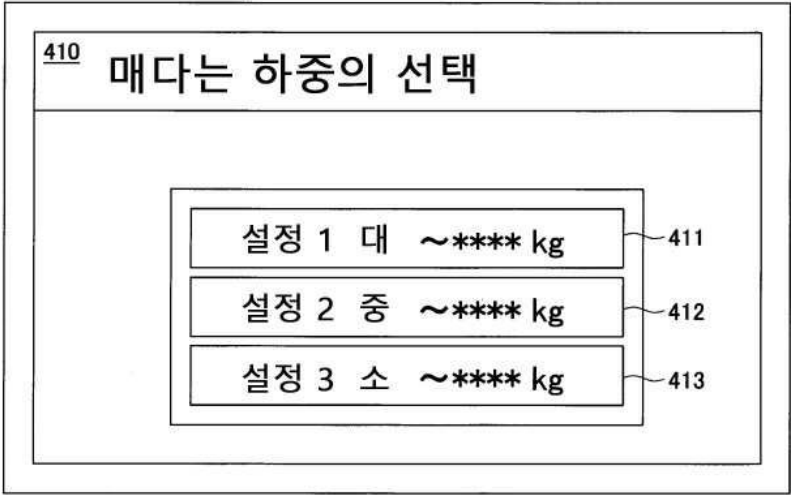 410 매다는 하중의 선택
설정 1 대 ~**** kg 411
설정 2 중 ~**** kg 412
설정 3 소 ~**** kg 413